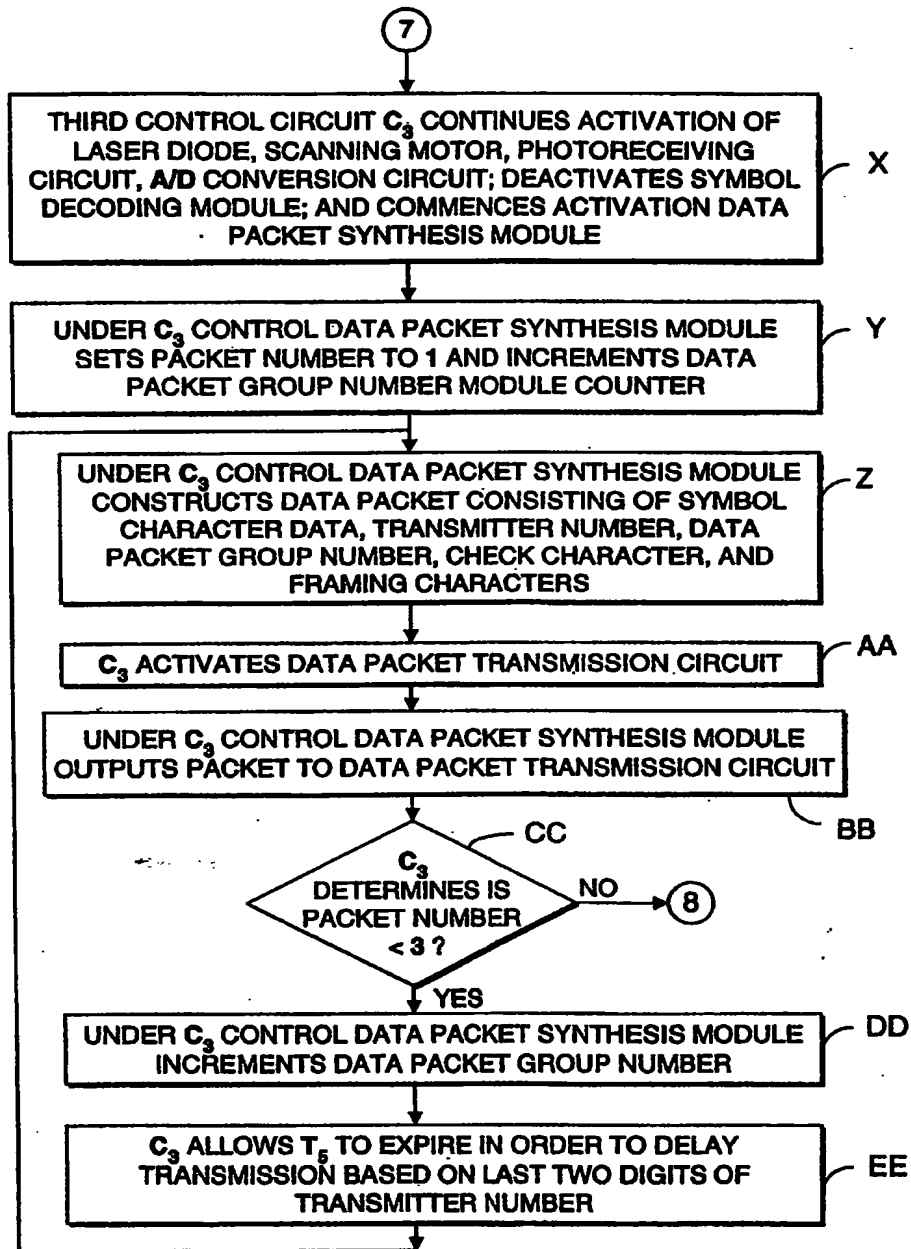 7
THIRD CONTROL CIRCUIT C₃ CONTINUES ACTIVATION OF
LASER DIODE, SCANNING MOTOR, PHOTORECEIVING
CIRCUIT, A/D CONVERSION CIRCUIT; DEACTIVATES SYMBOL
DECODING MODULE; AND COMMENCES ACTIVATION DATA
PACKET SYNTHESIS MODULE
X
UNDER C₃ CONTROL DATA PACKET SYNTHESIS MODULE
SETS PACKET NUMBER TO 1 AND INCREMENTS DATA
PACKET GROUP NUMBER MODULE COUNTER
Y
UNDER C₃ CONTROL DATA PACKET SYNTHESIS MODULE
CONSTRUCTS DATA PACKET CONSISTING OF SYMBOL
CHARACTER DATA, TRANSMITTER NUMBER, DATA
PACKET GROUP NUMBER, CHECK CHARACTER, AND
FRAMING CHARACTERS
Z
C₃ ACTIVATES DATA PACKET TRANSMISSION CIRCUIT
AA
UNDER C₃ CONTROL DATA PACKET SYNTHESIS MODULE
OUTPUTS PACKET TO DATA PACKET TRANSMISSION CIRCUIT
BB
CC
C₃
DETERMINES IS
PACKET NUMBER
< 3 ?
NO
8
YES
UNDER C₃ CONTROL DATA PACKET SYNTHESIS MODULE
INCREMENTS DATA PACKET GROUP NUMBER
DD
C₃ ALLOWS T₅ TO EXPIRE IN ORDER TO DELAY
TRANSMISSION BASED ON LAST TWO DIGITS OF
TRANSMITTER NUMBER
EE